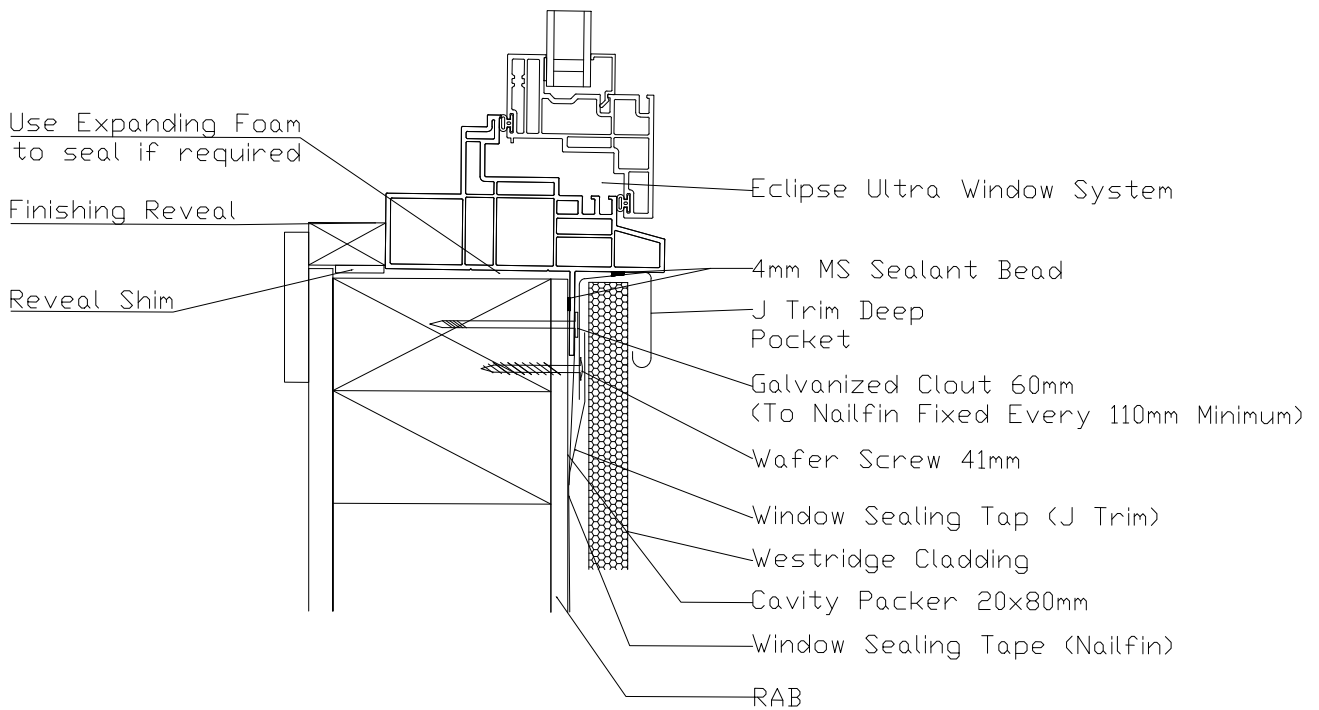 Use Expanding Foam
to seal if required
Finishing Reveal
Reveal Shim
Eclipse Ultra Window System
4mm MS Sealant Bead
J Trim Deep
Pocket
Galvanized Clout 60mm
(To Nailfin Fixed Every 110mm Minimum)
Wafer Screw 41mm
Window Sealing Tap (J Trim)
Westridge Cladding
Cavity Packer 20x80mm
Window Sealing Tape (Nailfin)
RAB